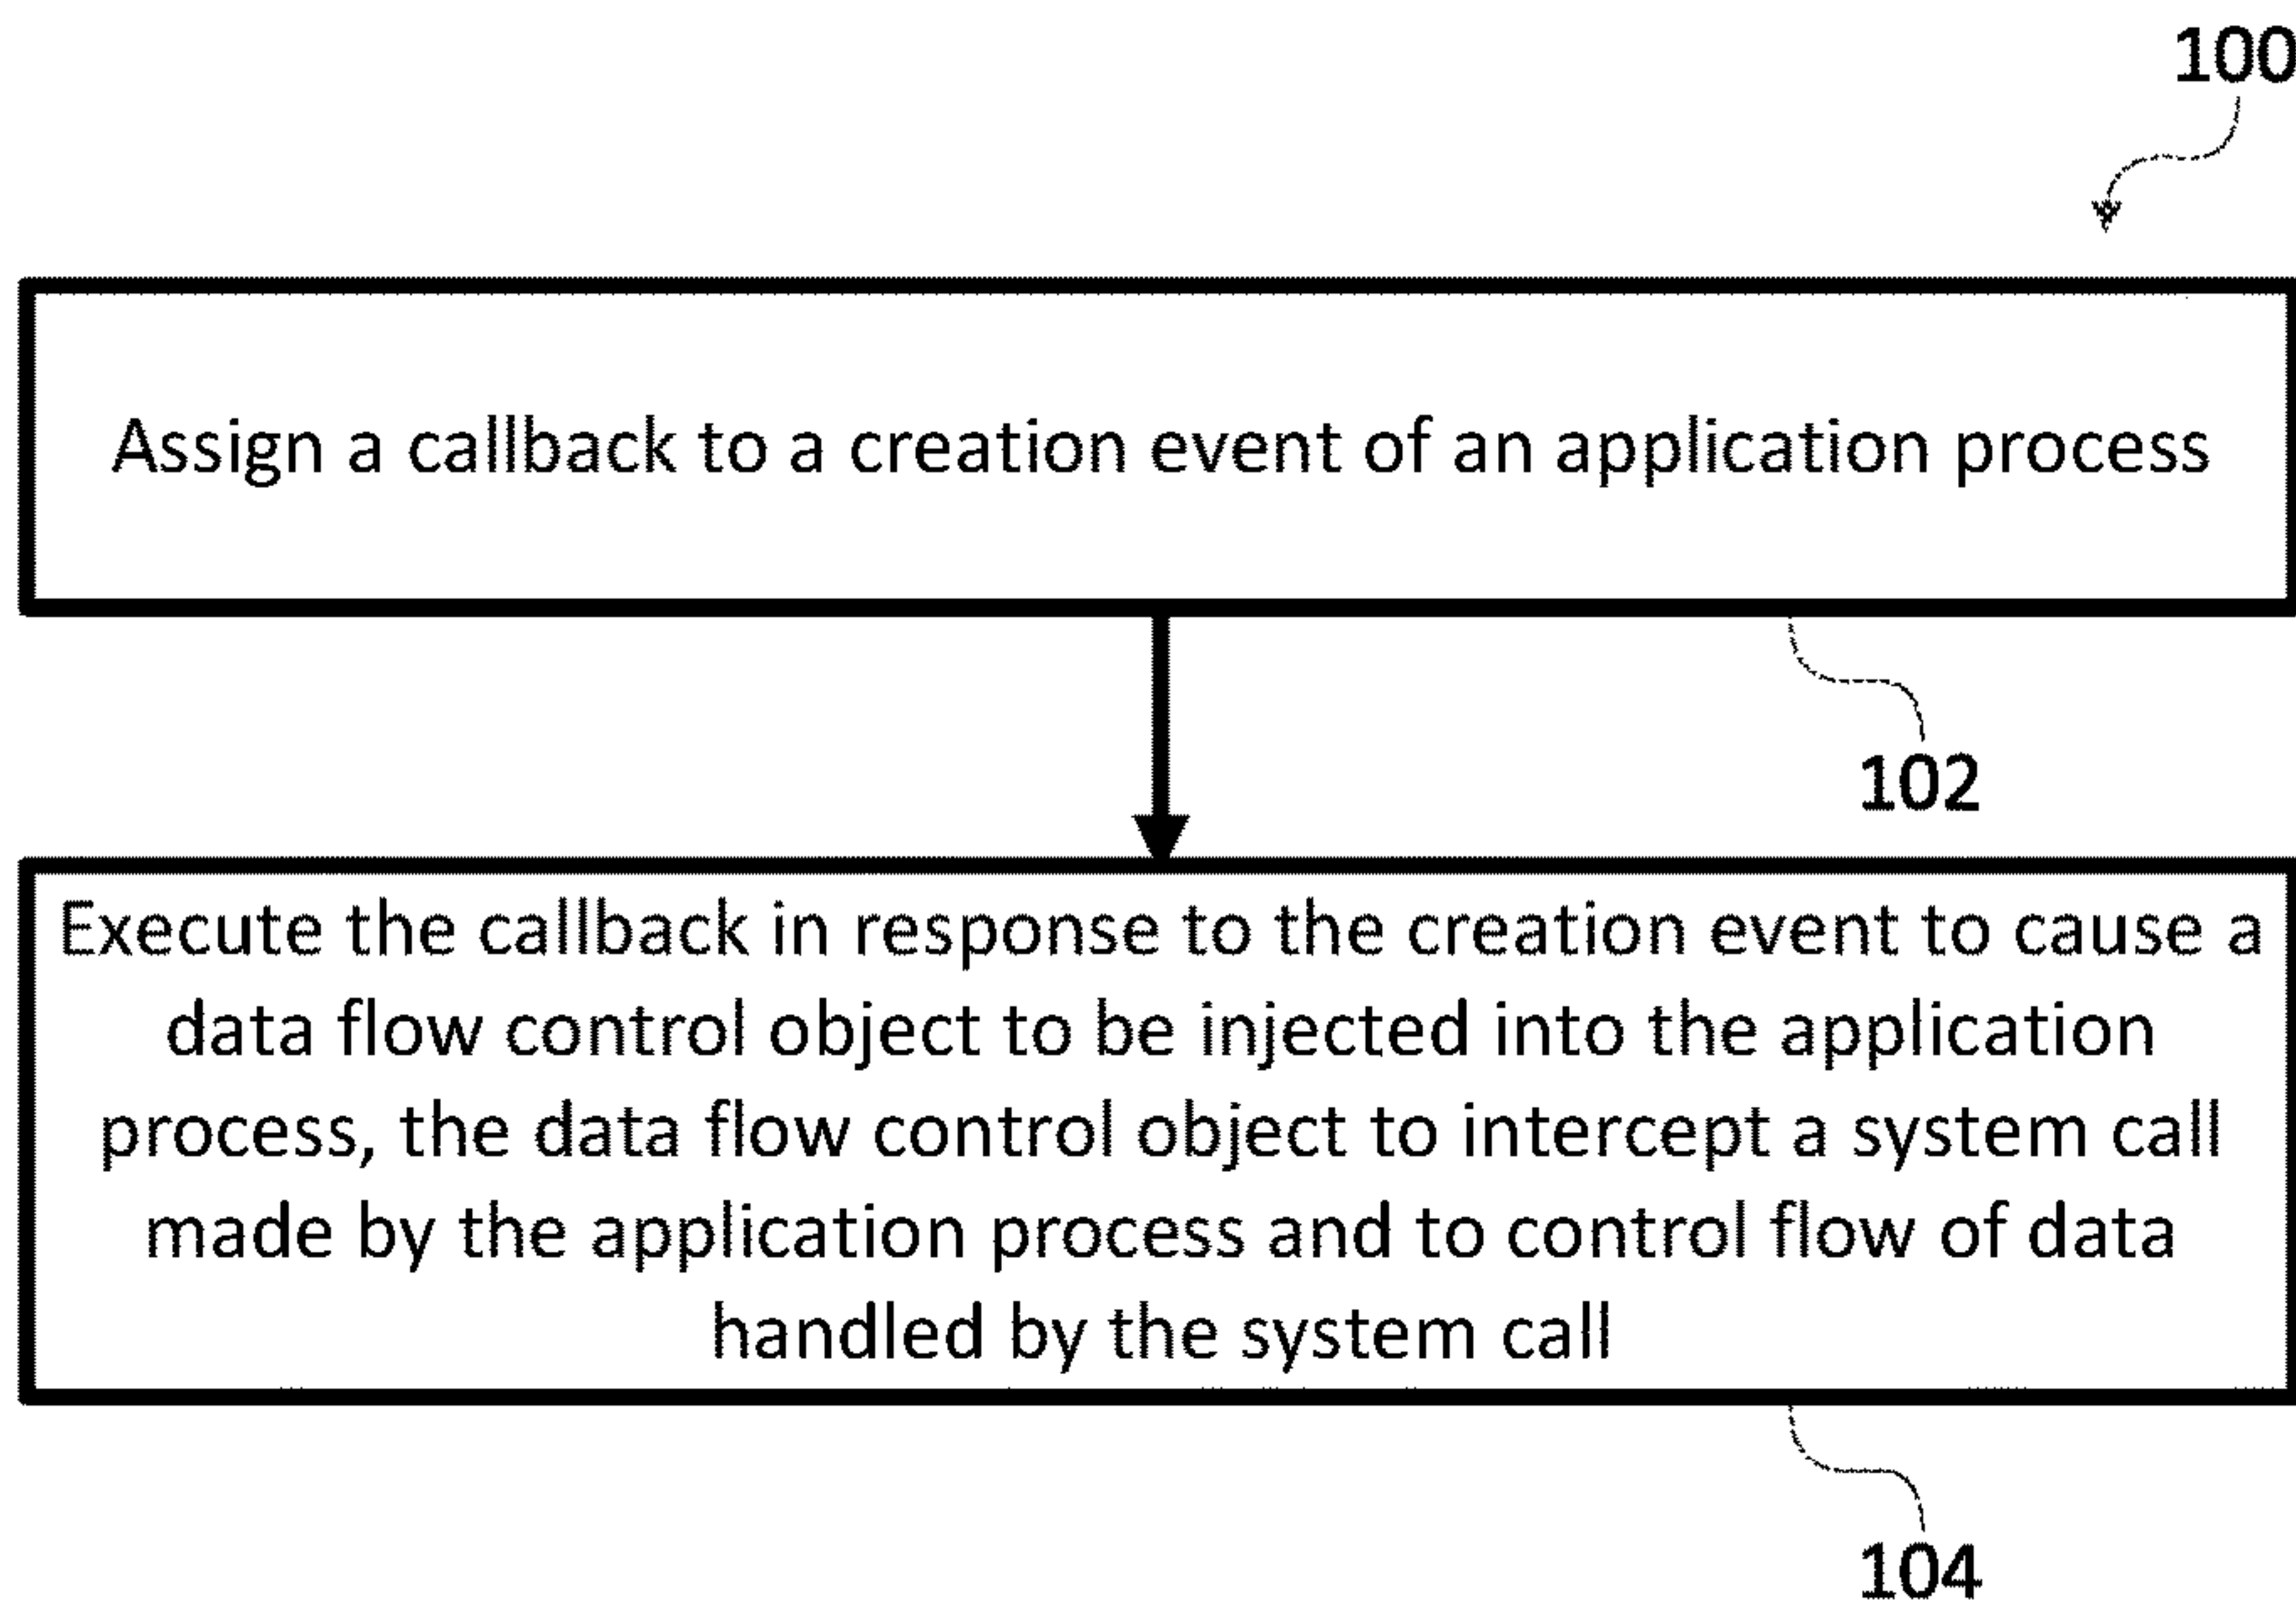 100
Assign a callback to a creation event of an application process
102
Execute the callback in response to the creation event to cause a
data flow control object to be injected into the application
process, the data flow control object to intercept a system call
made by the application process and to control flow of data
handled by the system call
104